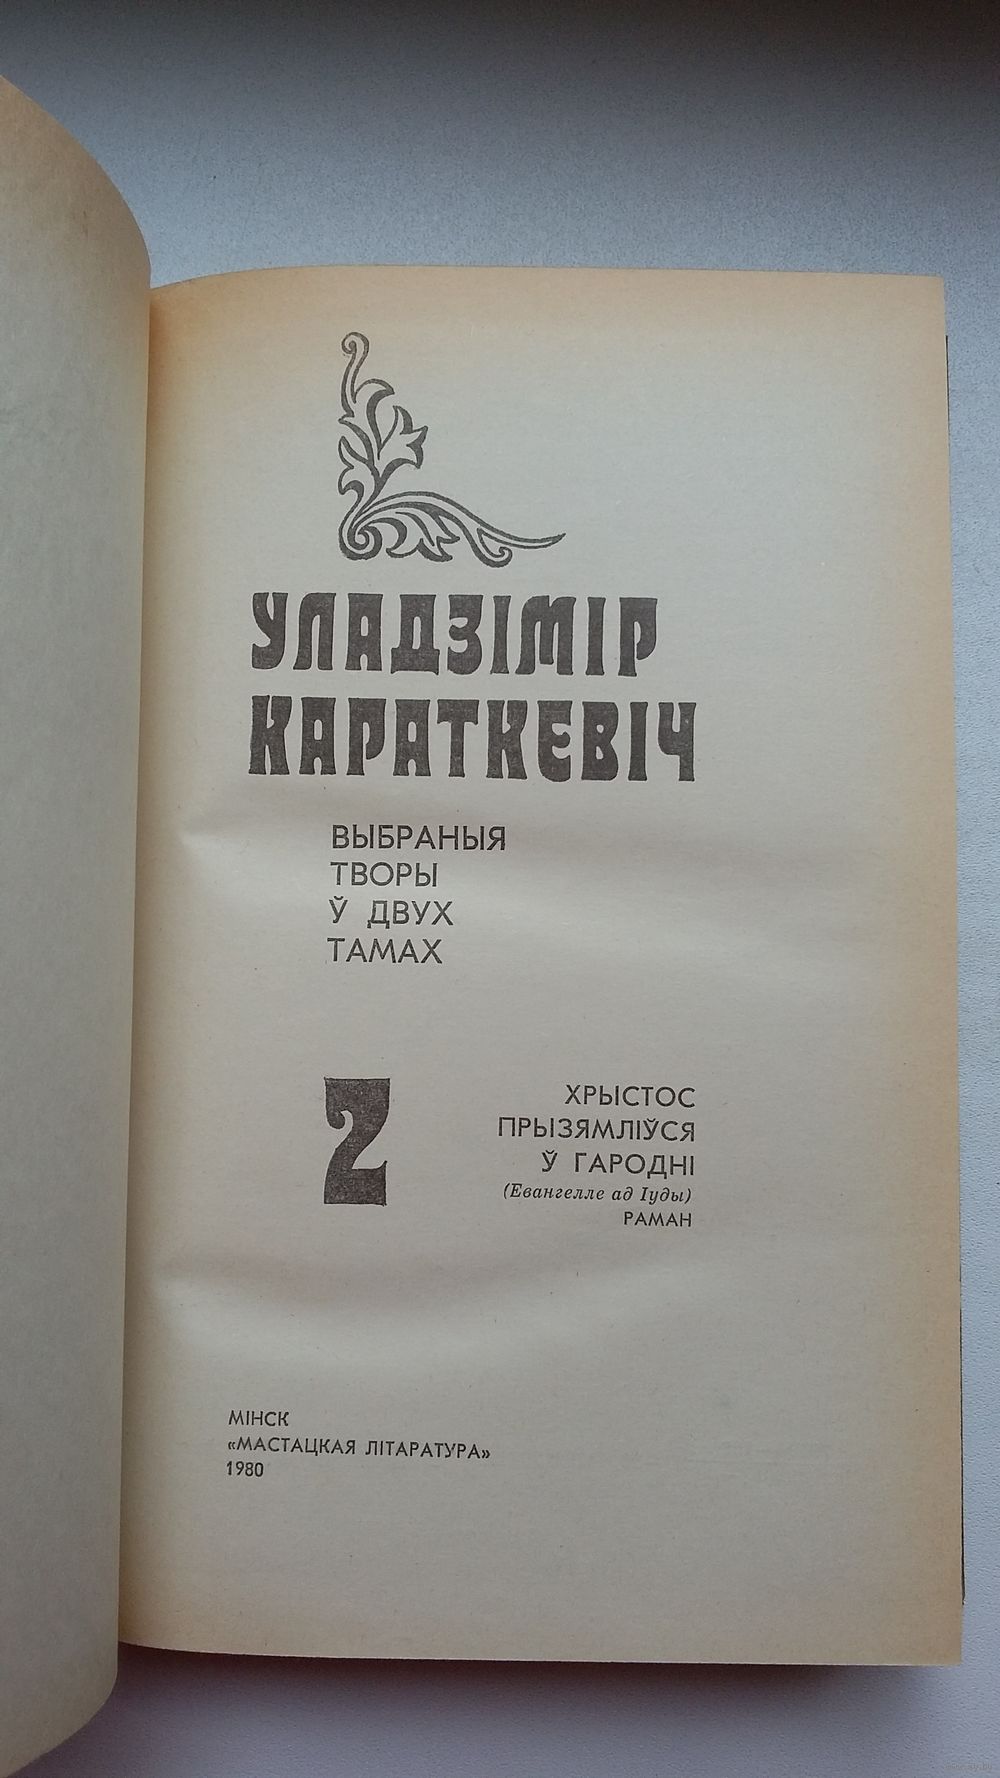 УЛАДЗІМІР
КАРАТКЕВІЧ
ВЫБРАНЫЯ
ТВОРЫ
Ў ДВУХ
ТАМАХ
2
ХРЫСТОС
ПРЫЗЯМЛІЎСЯ
Ў ГАРОДНІ
(Евангелле ад Іуды)
РАМАН
МІНСК
«МАСТАЦКАЯ ЛІТАРАТУРА»
1980